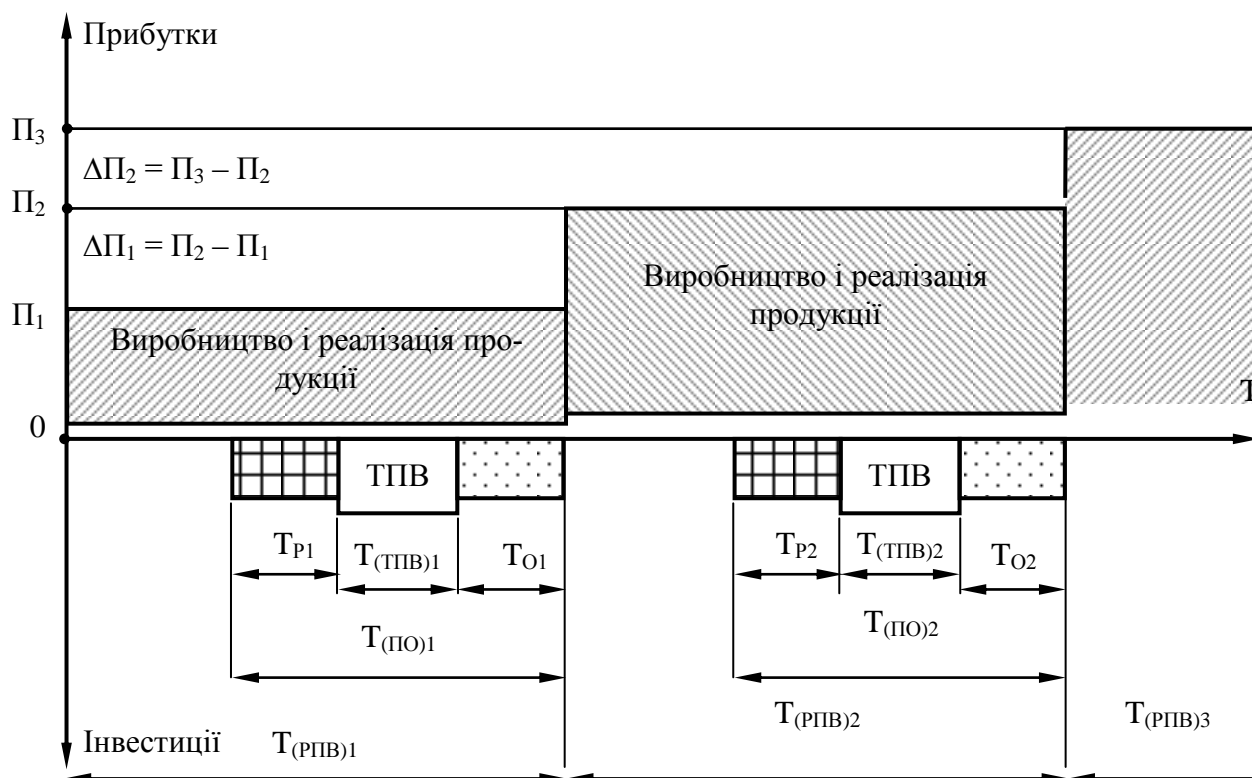 Прибутки
П3
ΔП2 = П3 – П2
П2
ΔП1 = П2 – П1
Виробництво і реалізація
продукції
П1
Виробництво і реалізація про-
дукції
Т
0
ТПВ
ТПВ
ТР1
Т(ТПВ)1
ТО1
ТР2
Т(ТПВ)2
ТО2
Т(ПО)1
Т(ПО)2
Інвестиції
Т(РПВ)1
Т(РПВ)2
Т(РПВ)3